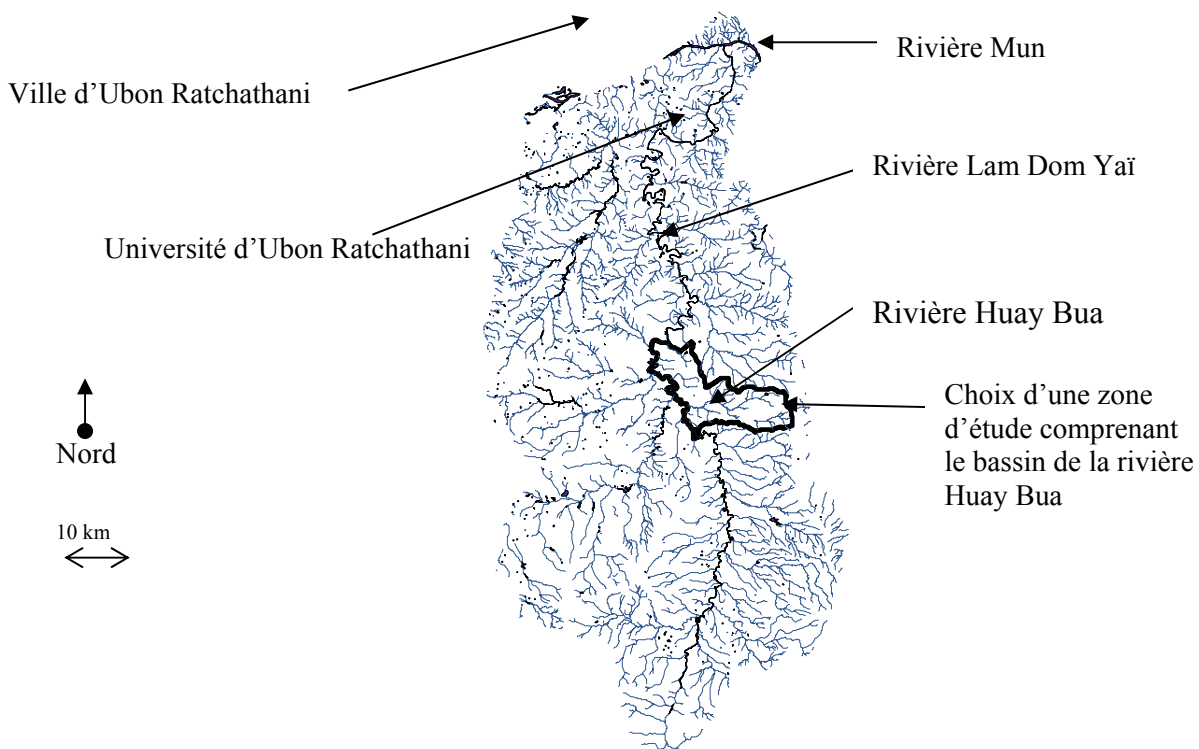 Rivière Mun
Ville d'Ubon Ratchathani
Rivière Lam Dom Yaï
Université d'Ubon Ratchathani
Rivière Huay Bua
Choix d'une zone
d'étude comprenant
le bassin de la rivière
Huay Bua
Nord
10 km